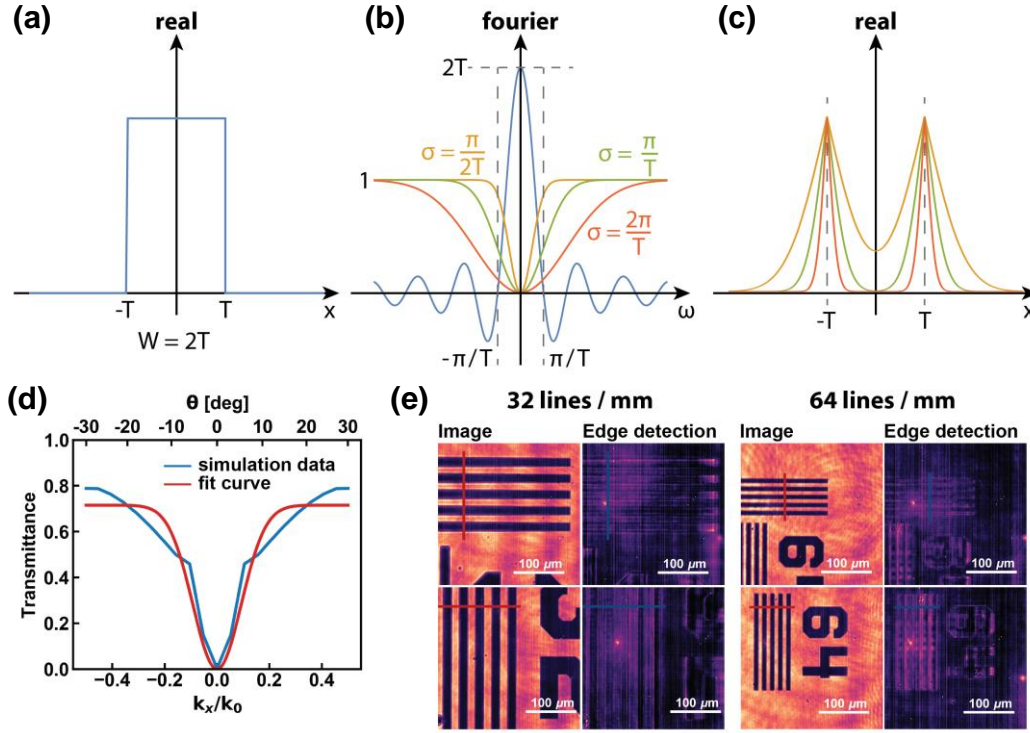 (a)
real
-T
T
x
W = 2T
(b)
fourier
2T
σ = π/2T
σ = π/T
1
σ = 2π/T
ω
-π/T
π/T
(c)
real
-T
T
x
(d)
θ [deg]
-30 -20 -10 0 6 10 20 30
1.0
0.8
0.6
0.4
0.2
0.0
Transmittance
simulation data
fit curve
−0.4 −0.2 0.0 0.2 0.4
kₓ/k₀
(e)
32 lines / mm
64 lines / mm
Image
Edge detection
Image
Edge detection
100 µm
100 µm
100 µm
100 µm
100 µm
100 µm
64
100 µm
100 µm